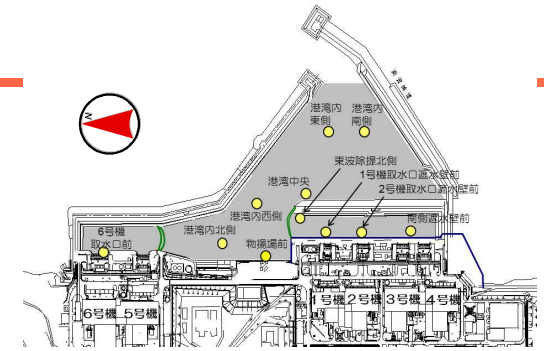 港湾内
東側
港湾内
南側
N
東波除堤北側
1号機取水口遮水壁前
2号機取水口遮水壁前
港湾中央
港湾内西側
南側遮水壁前
6号機
取水口前
港湾内北側
物揚場前
6号機
5号機
1号機
2号機
3号機
4号機